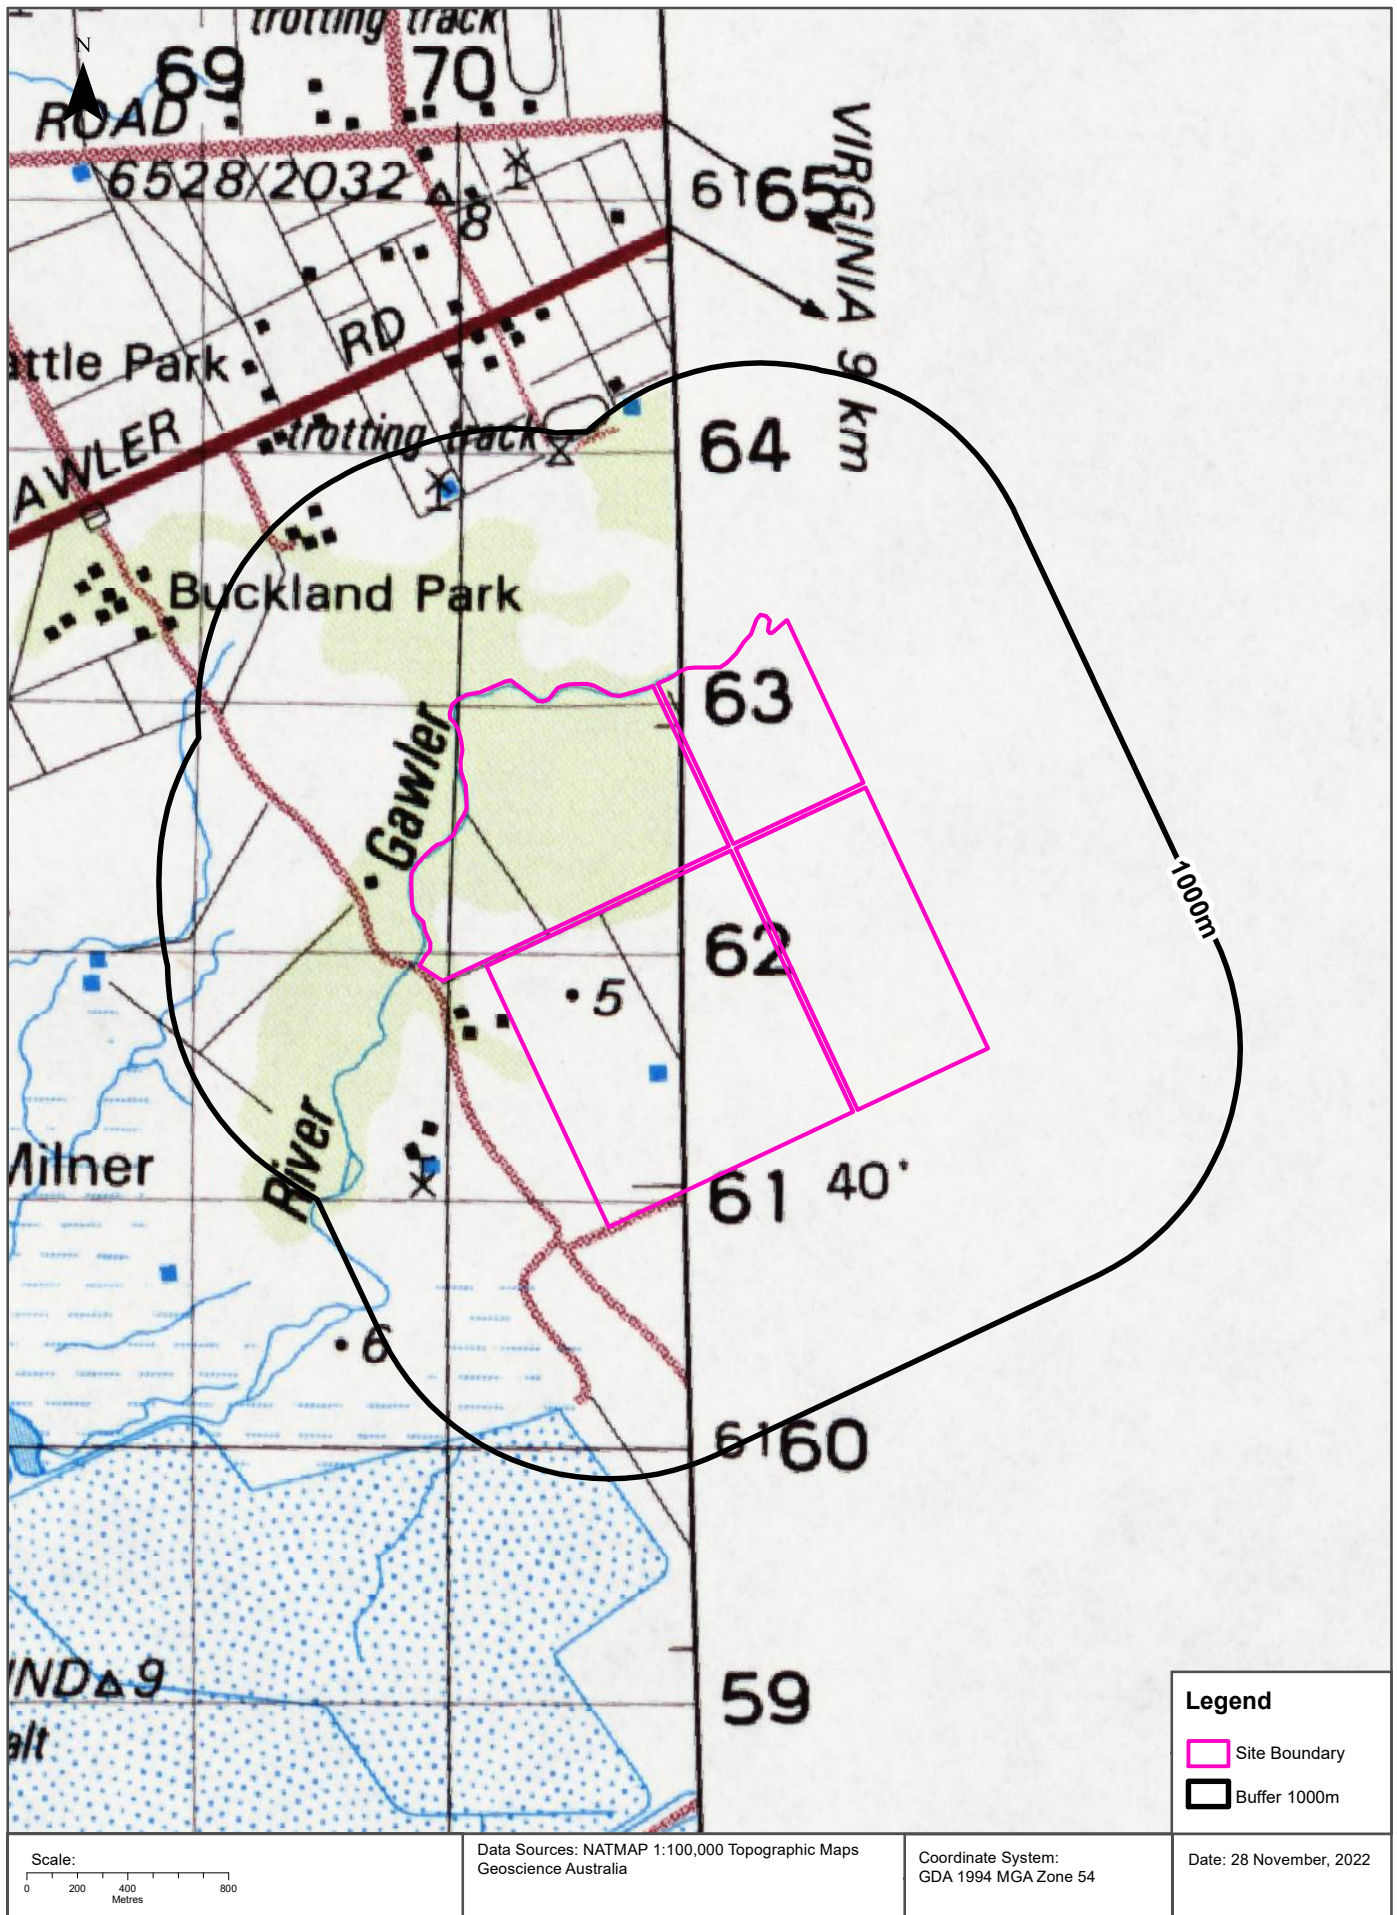 trotting track
N
69
70
ROAD
VIRGINIA 9 km
6528/2032
8
6165
RD
attle Park
AWLER
trotting track
64
Buckland Park
63
Gawler
1000m
62
5
River
Milner
61
40'
6
6160
IND 9
59
alt
Legend
Site Boundary
Buffer 1000m
Scale:
0 200 400 800
Metres
Data Sources: NATMAP 1:100,000 Topographic Maps
Geoscience Australia
Coordinate System:
GDA 1994 MGA Zone 54
Date: 28 November, 2022